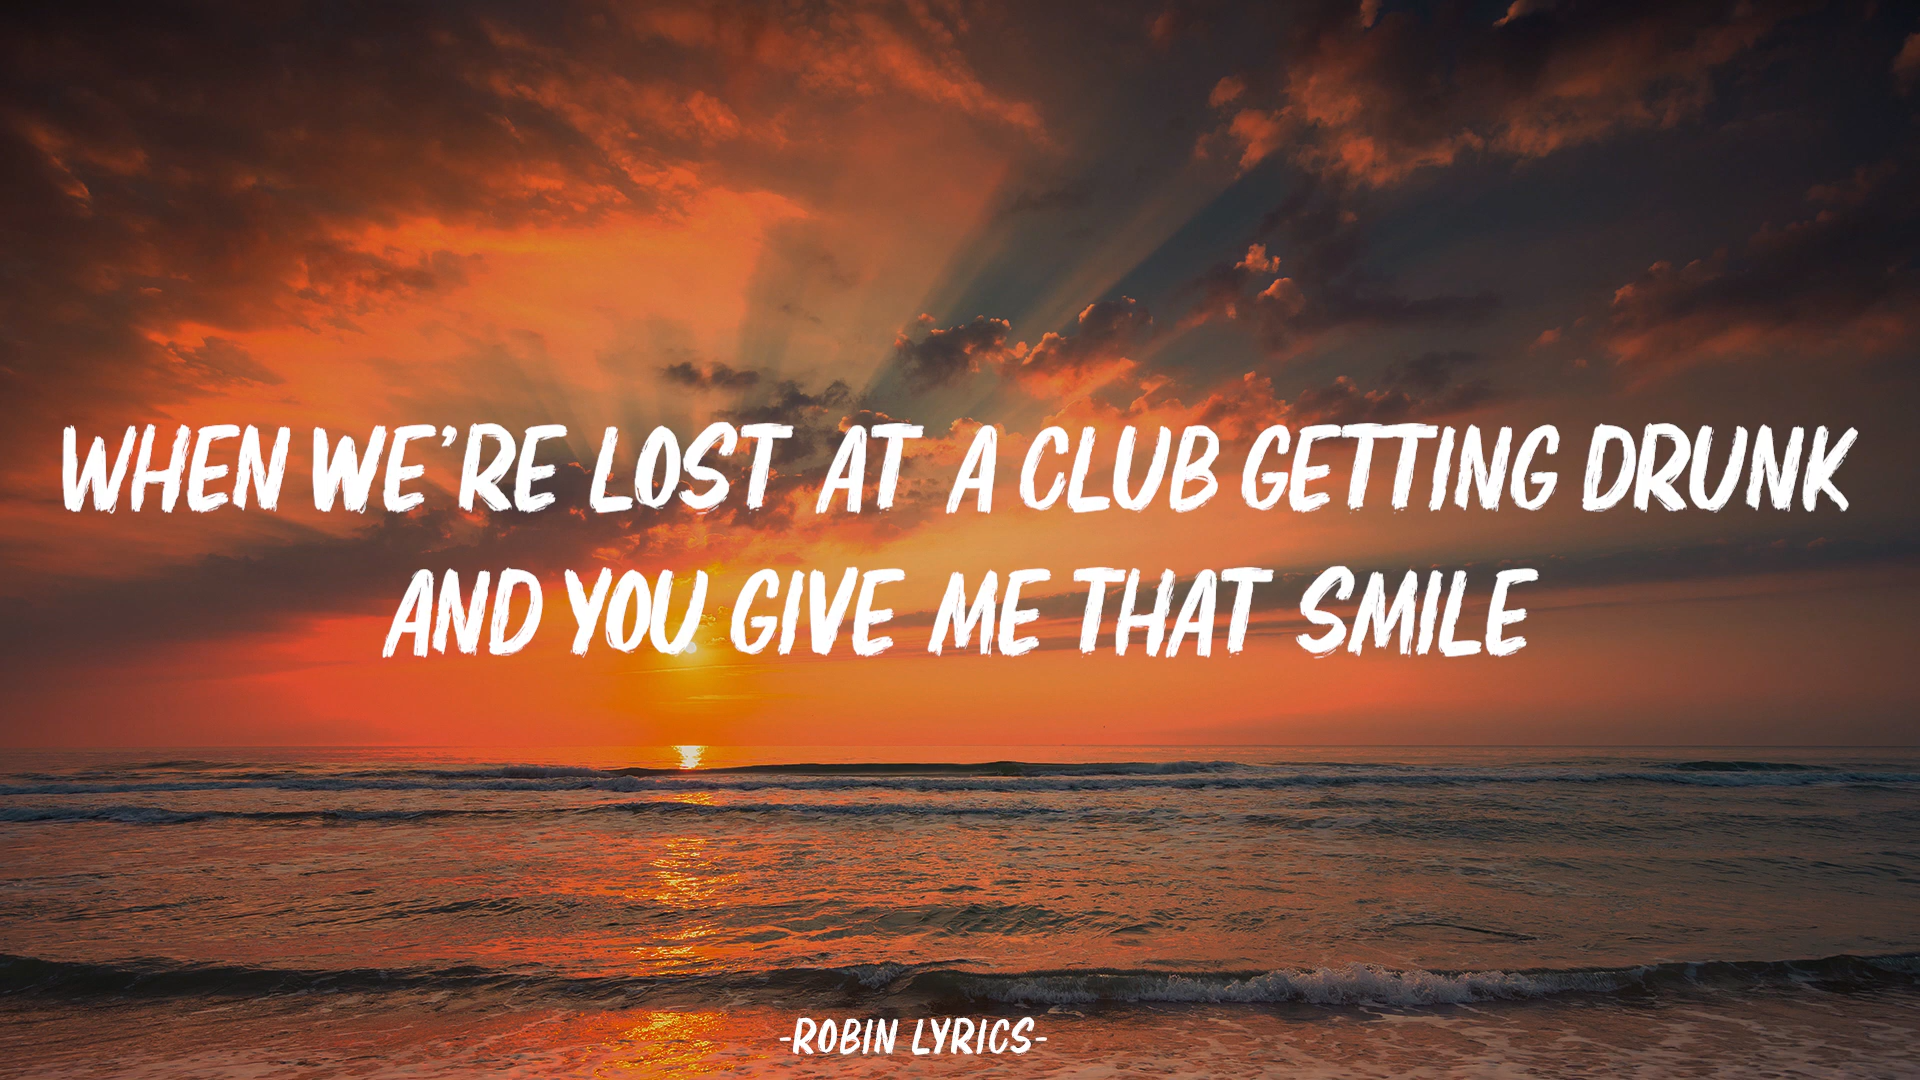 WHEN WE'RE LOST AT A CLUB GETTING DRUNK
AND YOU GIVE ME THAT SMILE
-ROBIN LYRICS-